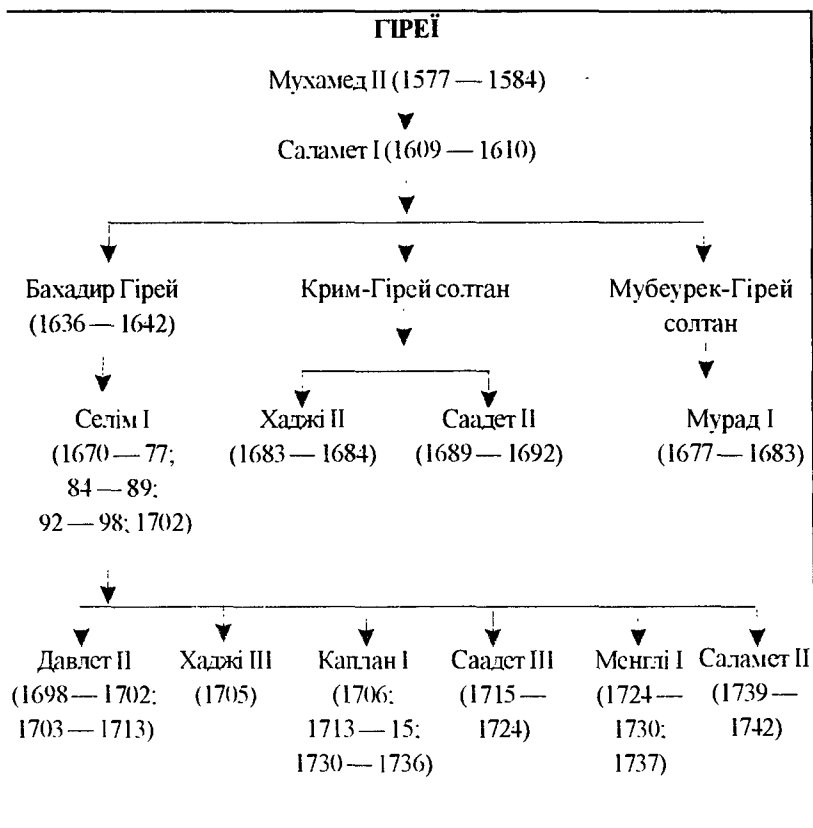 ГІРЕЇ
Мухамед II (1577 — 1584)
Саламет I (1609 — 1610)
Бахадир Гірей
(1636 — 1642)
Крим-Гірей солтан
Мубеурек-Гірей
солтан
Селім I
(1670 — 77;
84 — 89;
92 — 98; 1702)
Хаджі II
(1683 — 1684)
Саадет II
(1689 — 1692)
Мурад I
(1677 — 1683)
Давлет II
(1698 — 1702;
1703 — 1713)
Хаджі III
(1705)
Каплан I
(1706;
1713 — 15;
1730 — 1736)
Саадет III
(1715 —
1724)
Менглі I
(1724 —
1730;
1737)
Саламет II
(1739 —
1742)